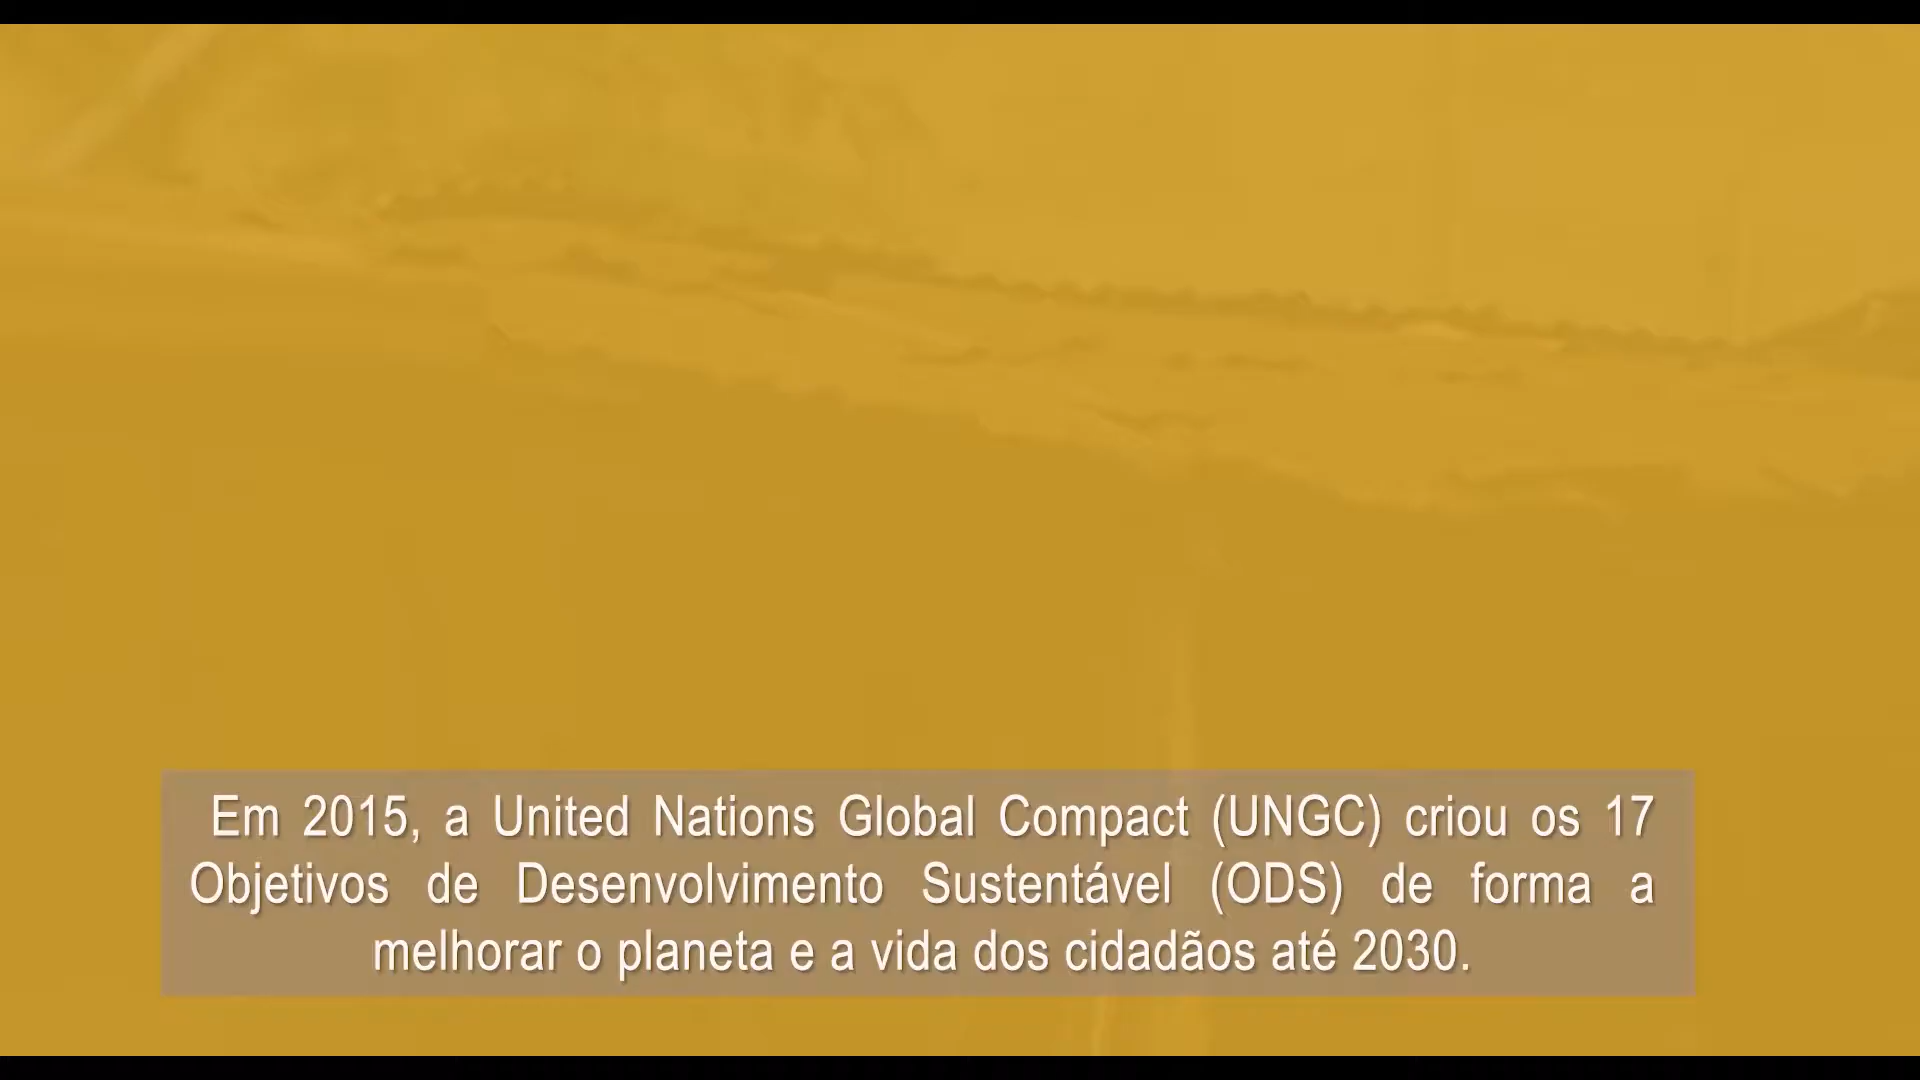 Em 2015, a United Nations Global Compact (UNGC) criou os 17
Objetivos de Desenvolvimento Sustentável (ODS) de forma a
melhorar o planeta e a vida dos cidadãos até 2030.